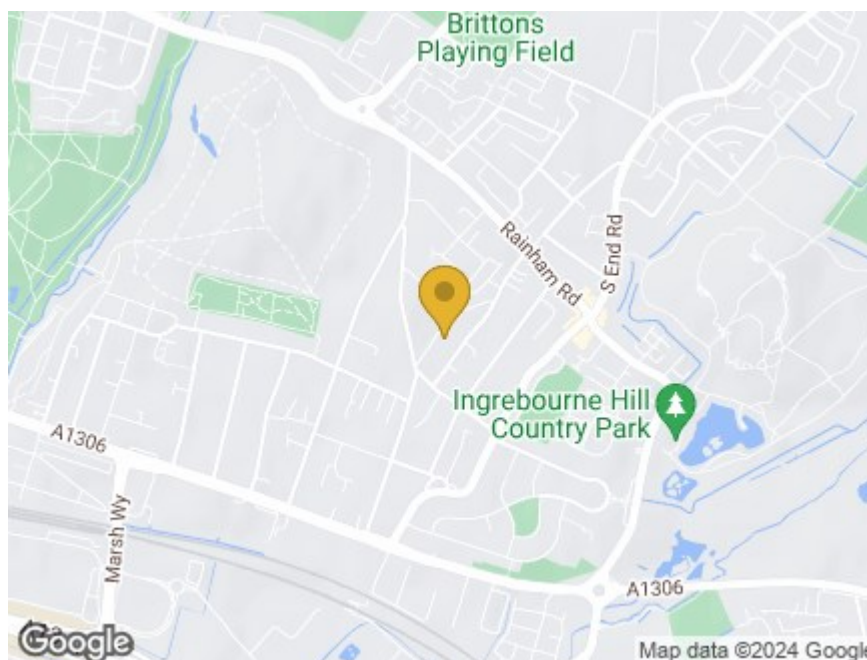 Brittons
Playing Field
Rainham Rd
S End Rd
Ingrebourne Hill
Country Park
A1306
Marsh Wy
A1306
Google
Map data ©2024 Google